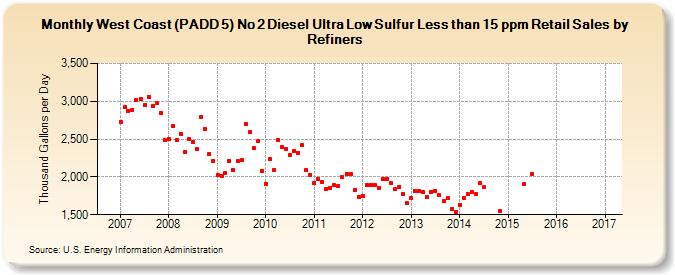 Monthly West Coast (PADD 5) No 2 Diesel Ultra Low Sulfur Less than 15 ppm Retail Sales by
Refiners
Thousand Gallons per Day
3,500
3,000
2,500
2,000
1,500
2007 2008 2009 2010 2011 2012 2013 2014 2015 2016 2017
Source: U.S. Energy Information Administration